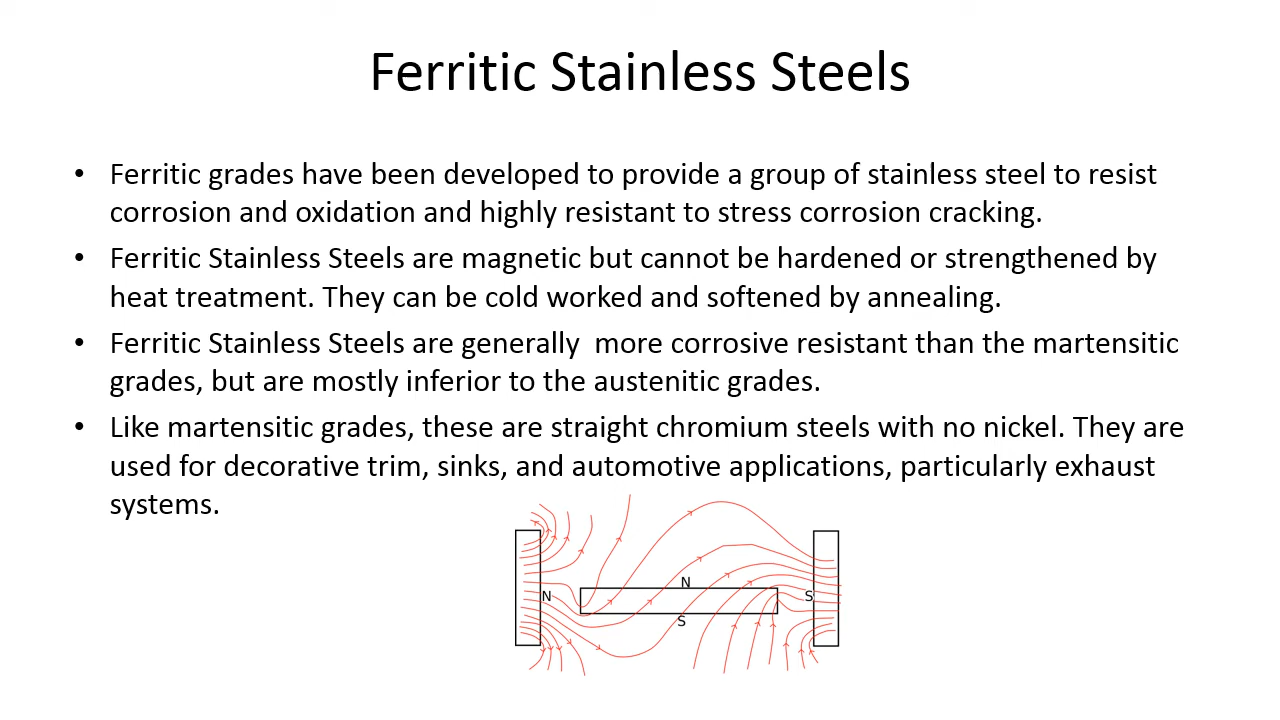 Ferritic Stainless Steels
• Ferritic grades have been developed to provide a group of stainless steel to resist
corrosion and oxidation and highly resistant to stress corrosion cracking.
• Ferritic Stainless Steels are magnetic but cannot be hardened or strengthened by
heat treatment. They can be cold worked and softened by annealing.
• Ferritic Stainless Steels are generally  more corrosive resistant than the martensitic
grades, but are mostly inferior to the austenitic grades.
• Like martensitic grades, these are straight chromium steels with no nickel. They are
used for decorative trim, sinks, and automotive applications, particularly exhaust
systems.
N
N
S
S